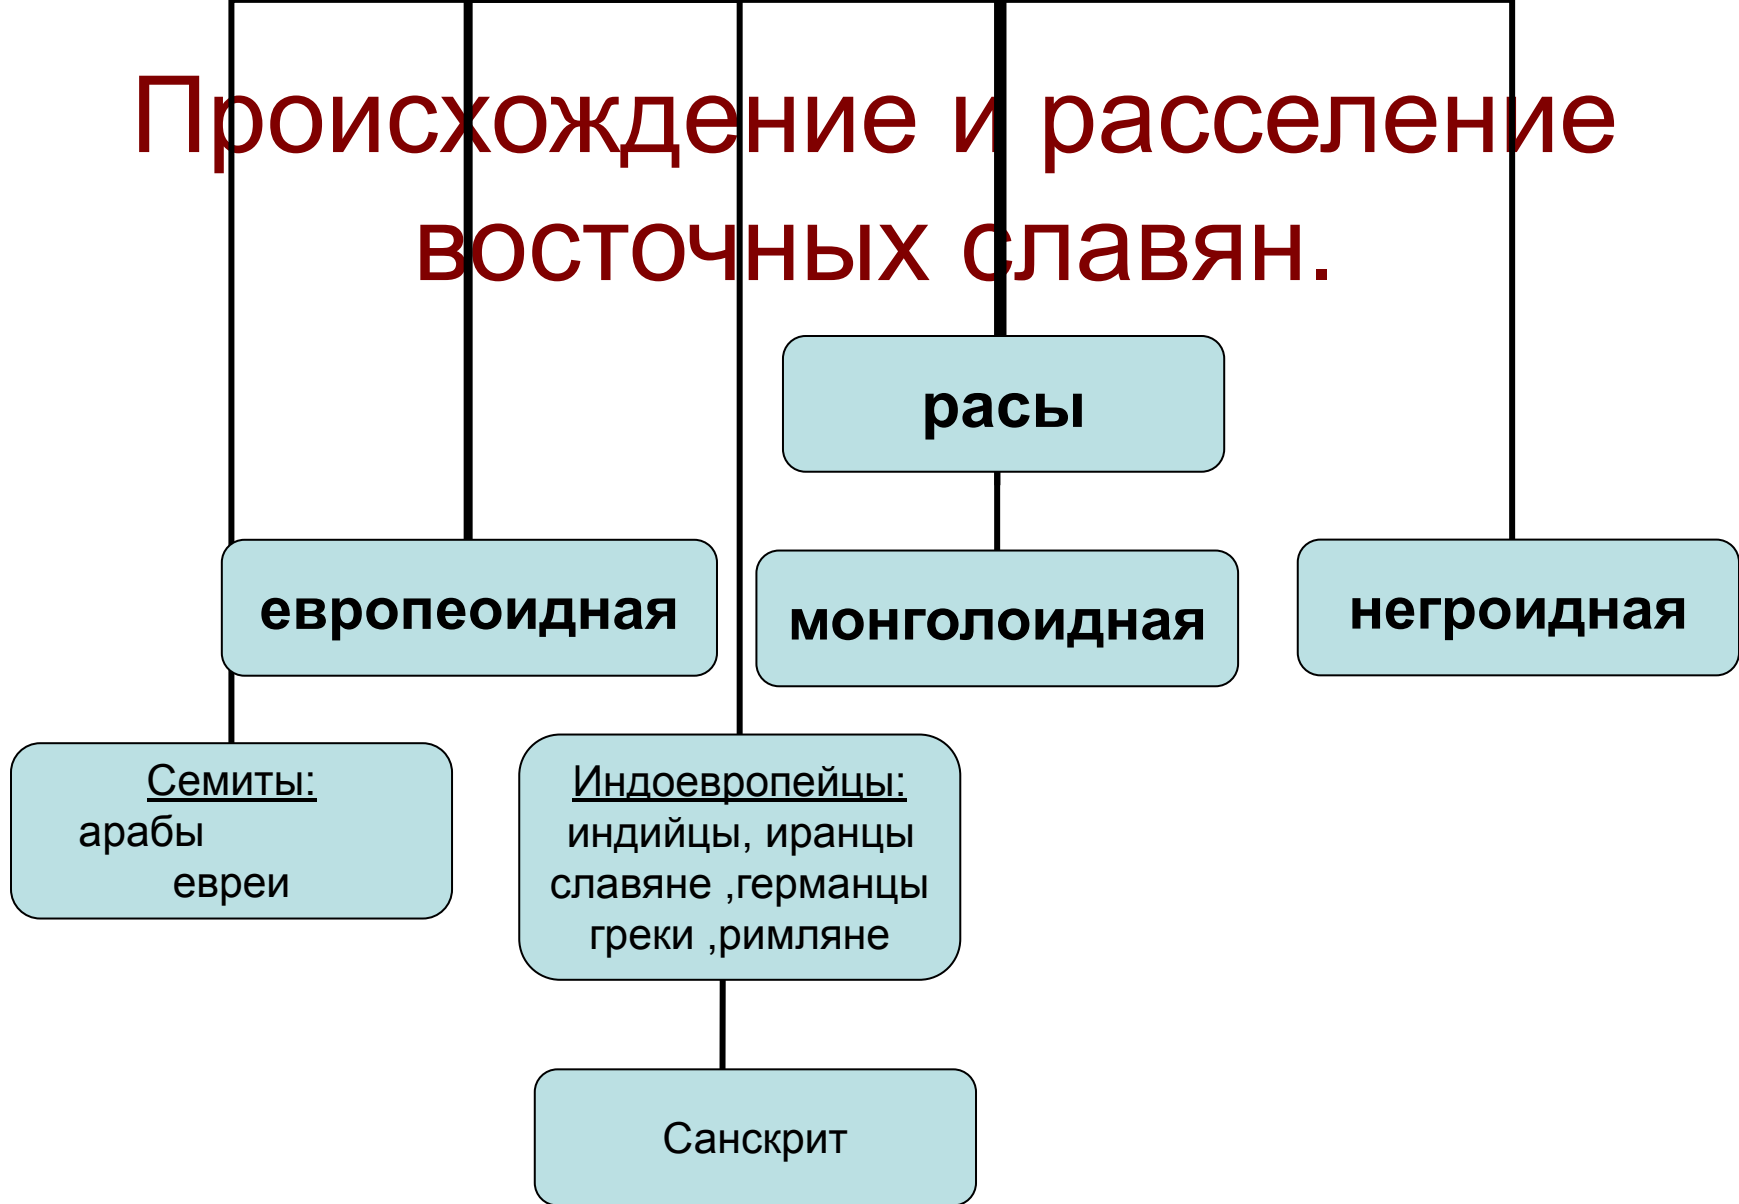 Происхождение и расселение
восточных славян.
расы
европеоидная
монголоидная
негроидная
Семиты:
арабы
евреи
Индоевропейцы:
индийцы, иранцы
славяне ,германцы
греки ,римляне
Санскрит